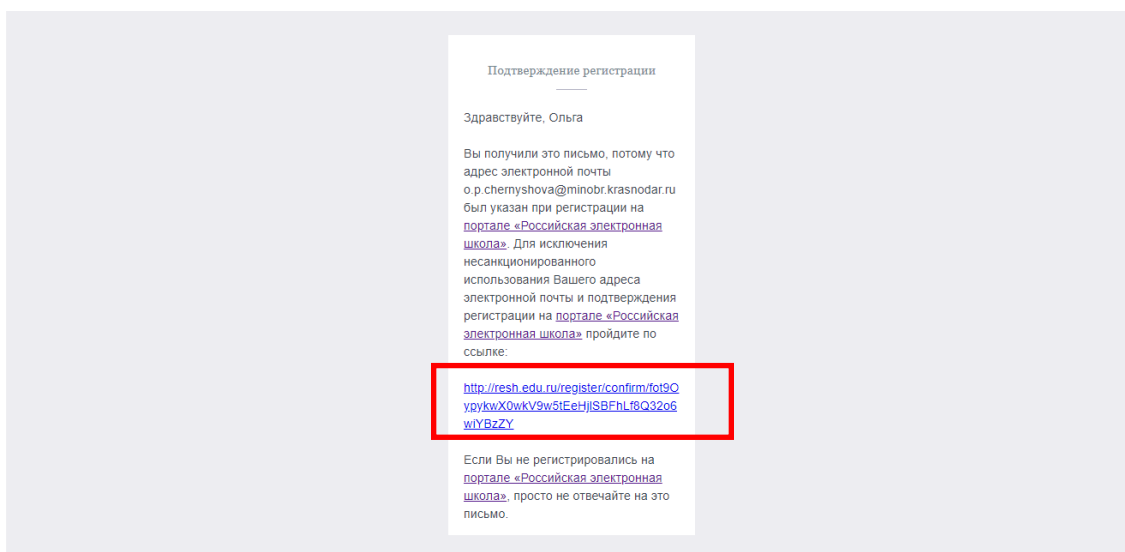 Подтверждение регистрации
Здравствуйте, Ольга
Вы получили это письмо, потому что
адрес электронной почты
o.p.chernyshova@minobr.krasnodar.ru
был указан при регистрации на
портале «Российская электронная
школа». Для исключения
несанкционированного
использования Вашего адреса
электронной почты и подтверждения
регистрации на портале «Российская
электронная школа» пройдите по
ссылке:
http://resh.edu.ru/register/confirm/fot9O
ypykwX0wkV9w5tEeHjlSBFhLf8Q32o6
wiYBzZY
Если Вы не регистрировались на
портале «Российская электронная
школа», просто не отвечайте на это
письмо.